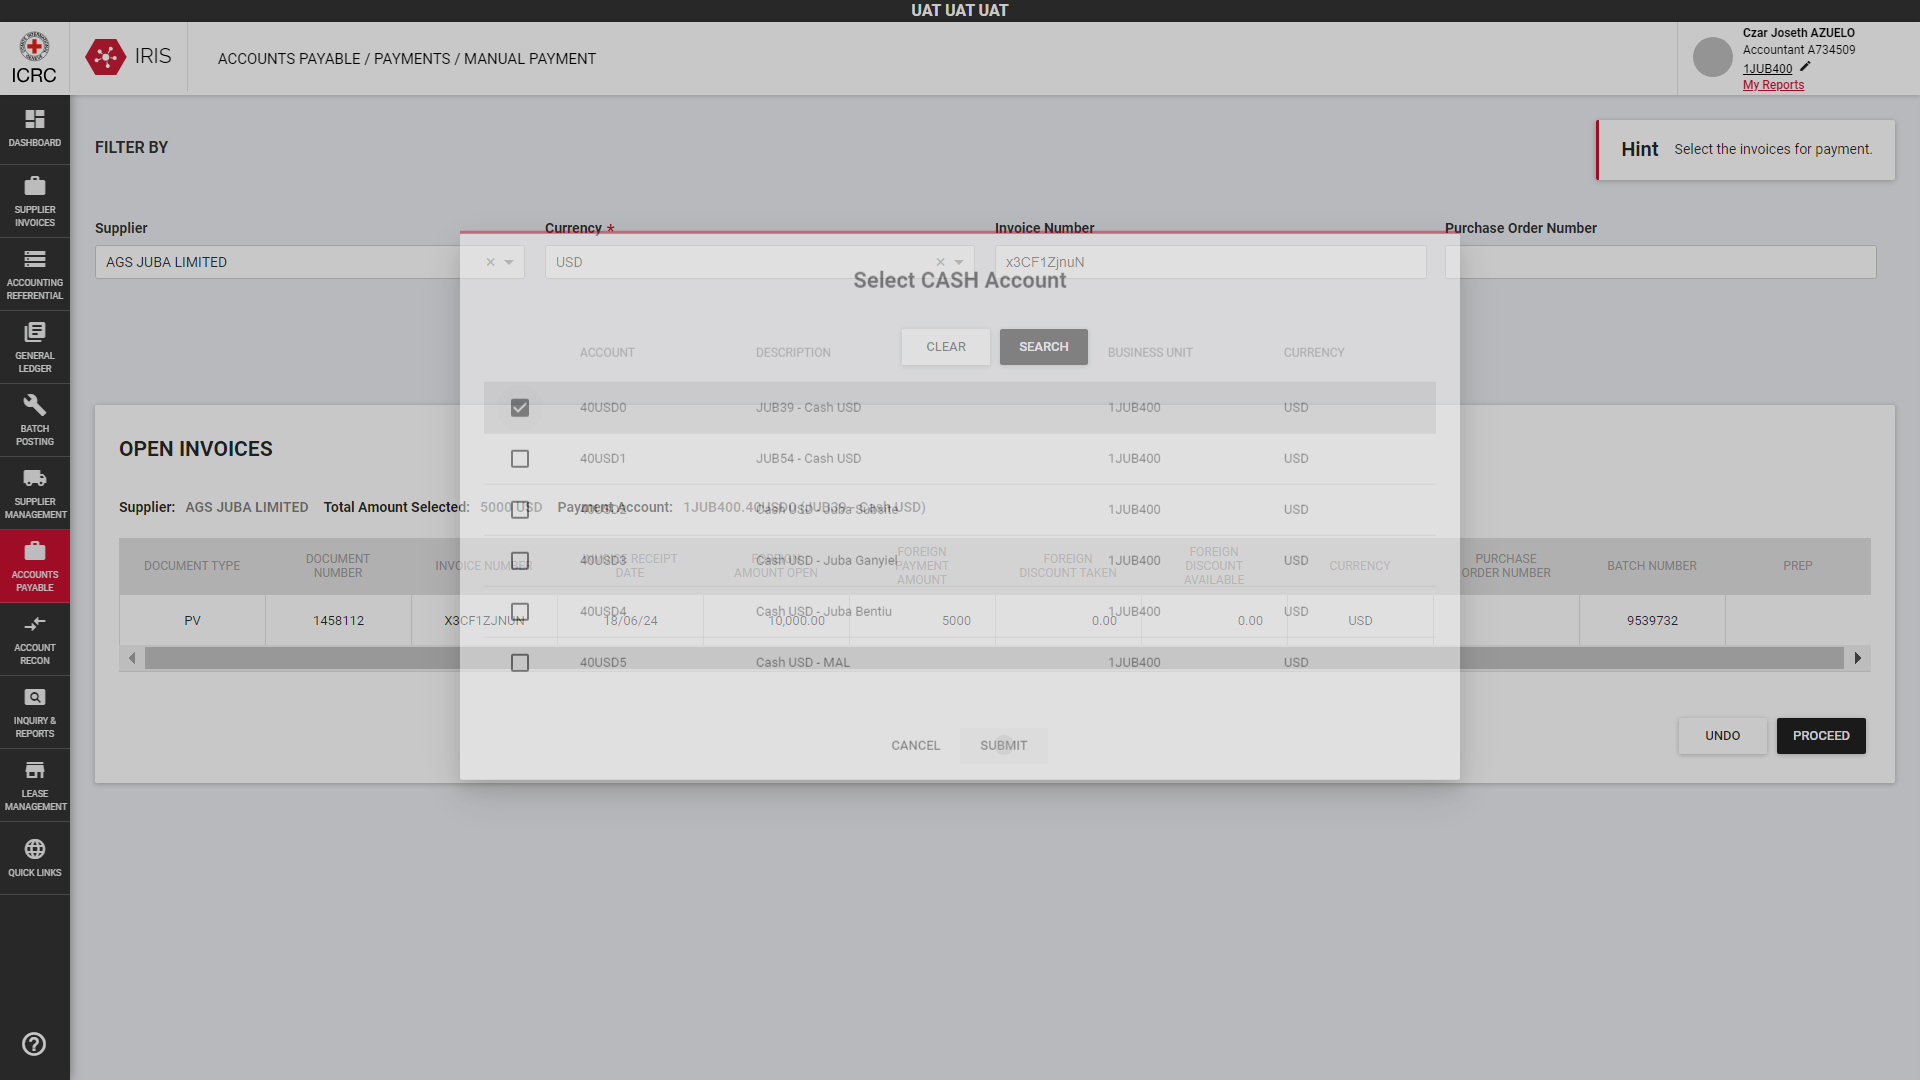 UAT UAT UAT
ICRC
IRIS
ACCOUNTS PAYABLE / PAYMENTS / MANUAL PAYMENT
Czar Joseth AZUELO
Accountant A734509
1JUB400
My Reports
DASHBOARD
SUPPLIER INVOICES
ACCOUNTING REFERENTIAL
GENERAL LEDGER
BATCH POSTING
SUPPLIER MANAGEMENT
ACCOUNTS PAYABLE
ACCOUNT RECON
INQUIRY & REPORTS
LEASE MANAGEMENT
QUICK LINKS
FILTER BY
Hint Select the invoices for payment.
Supplier Currency * Invoice Number Purchase Order Number
AGS JUBA LIMITED USD x3CF1ZjnuN
CLEAR SEARCH
Select CASH Account
ACCOUNT DESCRIPTION BUSINESS UNIT CURRENCY
40USD0 JUB39 - Cash USD 1JUB400 USD
40USD1 JUB54 - Cash USD 1JUB400 USD
40USD2 Cash USD - Juba Subsite 1JUB400 USD
40USD3 Cash USD - Juba Ganyiel 1JUB400 USD
40USD4 Cash USD - Juba Bentiu 1JUB400 USD
40USD5 Cash USD - MAL 1JUB400 USD
CANCEL SUBMIT
OPEN INVOICES
Supplier: AGS JUBA LIMITED Total Amount Selected: 5000 USD Payment Account: 1JUB400.40USD0 (JUB39 - Cash USD)
DOCUMENT TYPE DOCUMENT NUMBER INVOICE NUMBER INVOICE RECEIPT DATE FOREIGN AMOUNT OPEN FOREIGN PAYMENT AMOUNT FOREIGN DISCOUNT TAKEN FOREIGN DISCOUNT AVAILABLE CURRENCY PURCHASE ORDER NUMBER BATCH NUMBER PREP
PV 1458112 X3CF1ZJNUN 18/06/24 10,000.00 5000 0.00 0.00 USD 9539732
UNDO PROCEED